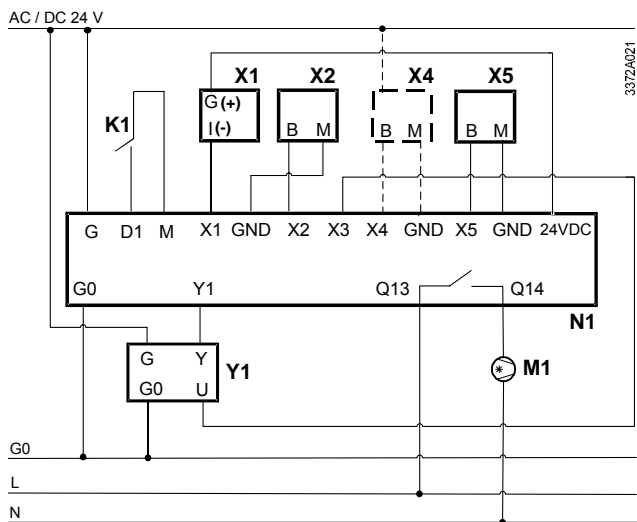 AC / DC 24 V
3372A021
X1 X2 X4 X5
G (+)
I (-)
K1
B M B M B M
G D1 M X1 GND X2 X3 X4 GND X5 GND 24VDC
G0 Y1 Q13 Q14
N1
G Y
Y1
G0 U
M1
G0
L
N